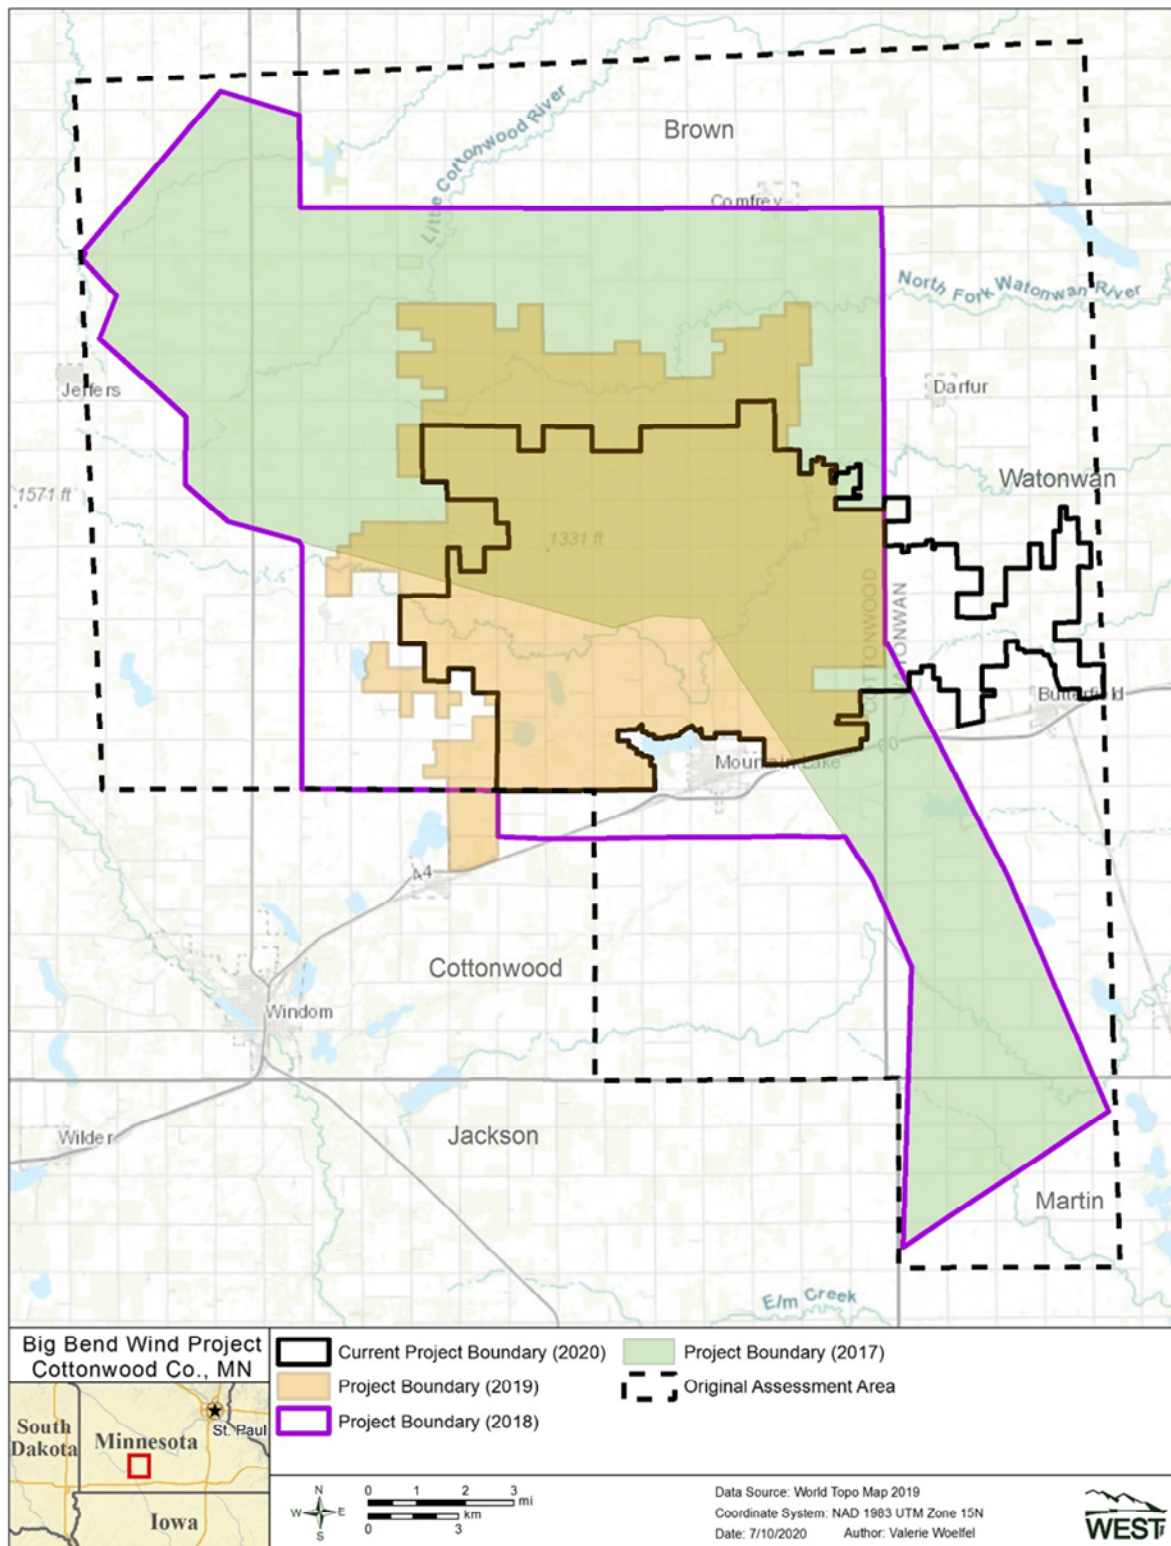 Brown
Little Cottonwood River
Comfrey
North Fork Watonwan River
Jeffers
Darfur
Watonwan
1571 ft
1331 ft
COTTONWOOD
WATONWAN
Butterfield
60
Mountain Lake
44
Cottonwood
Windom
Jackson
Wilder
Martin
Elm Creek
Big Bend Wind Project
Cottonwood Co., MN
Current Project Boundary (2020)
Project Boundary (2017)
Project Boundary (2019)
Original Assessment Area
Project Boundary (2018)
South
Dakota
Minnesota
St. Paul
Iowa
N
W E
S
0 1 2 3
mi
km
0 3
Data Source: World Topo Map 2019
Coordinate System: NAD 1983 UTM Zone 15N
Date: 7/10/2020 Author: Valerie Woelfel
WEST